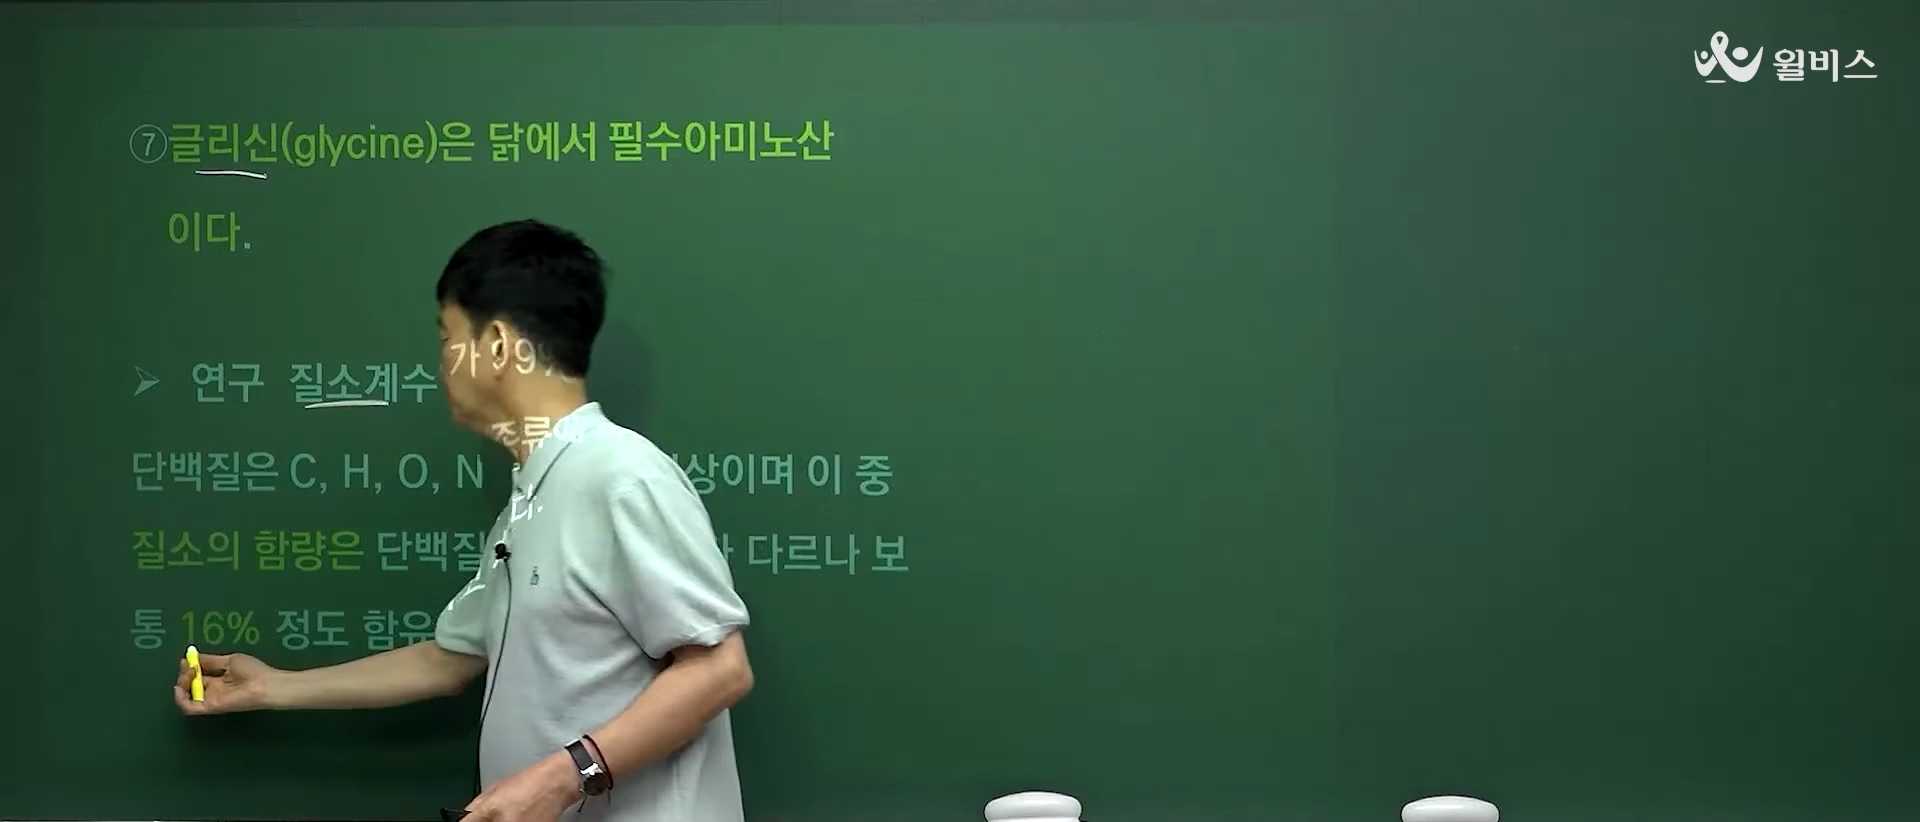 윌비스
⑦글리신(glycine)은 닭에서 필수아미노산
이다.
➢ 연구 질소계수
단백질은 C, H, O, N 이상이며 이 중
질소의 함량은 단백질 다르나 보
통 16% 정도 함유